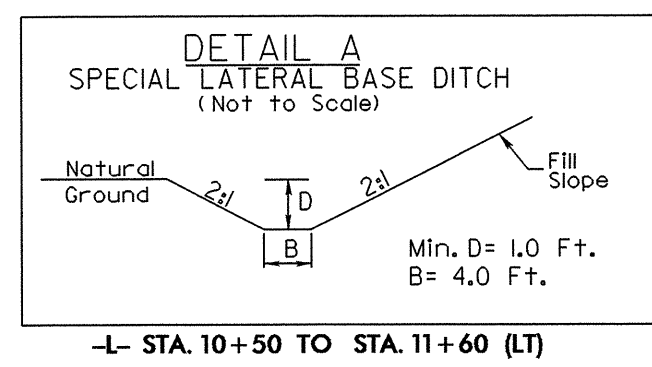 DETAIL A
SPECIAL LATERAL BASE DITCH
(Not to Scale)
Natural
Ground
2:1
D
2:1
Fill
Slope
B
Min. D= 1.0 Ft.
B= 4.0 Ft.
-L- STA. 10+50 TO STA. 11+60 (LT)